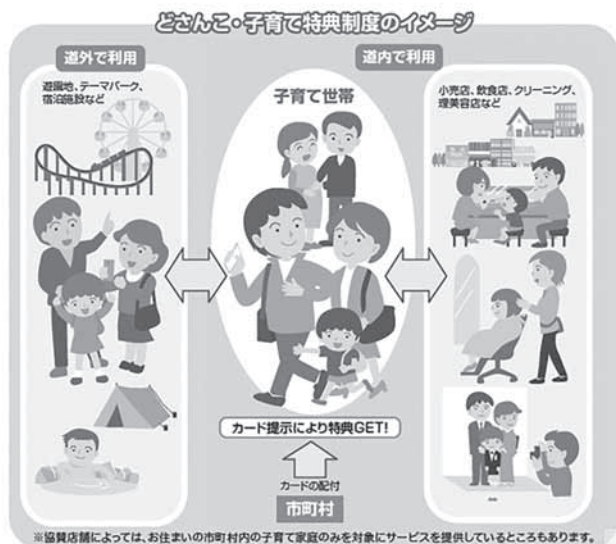 どさんこ・子育て特典制度のイメージ
道外で利用
遊園地、テーマパーク、
宿泊施設など
子育て世帯
道内で利用
小売店、飲食店、クリーニング、
理美容店など
カード提示により特典GET!
カードの配付
市町村
※協賛店舗によっては、お住まいの市町村内の子育て家庭のみを対象にサービスを提供しているところもあります。